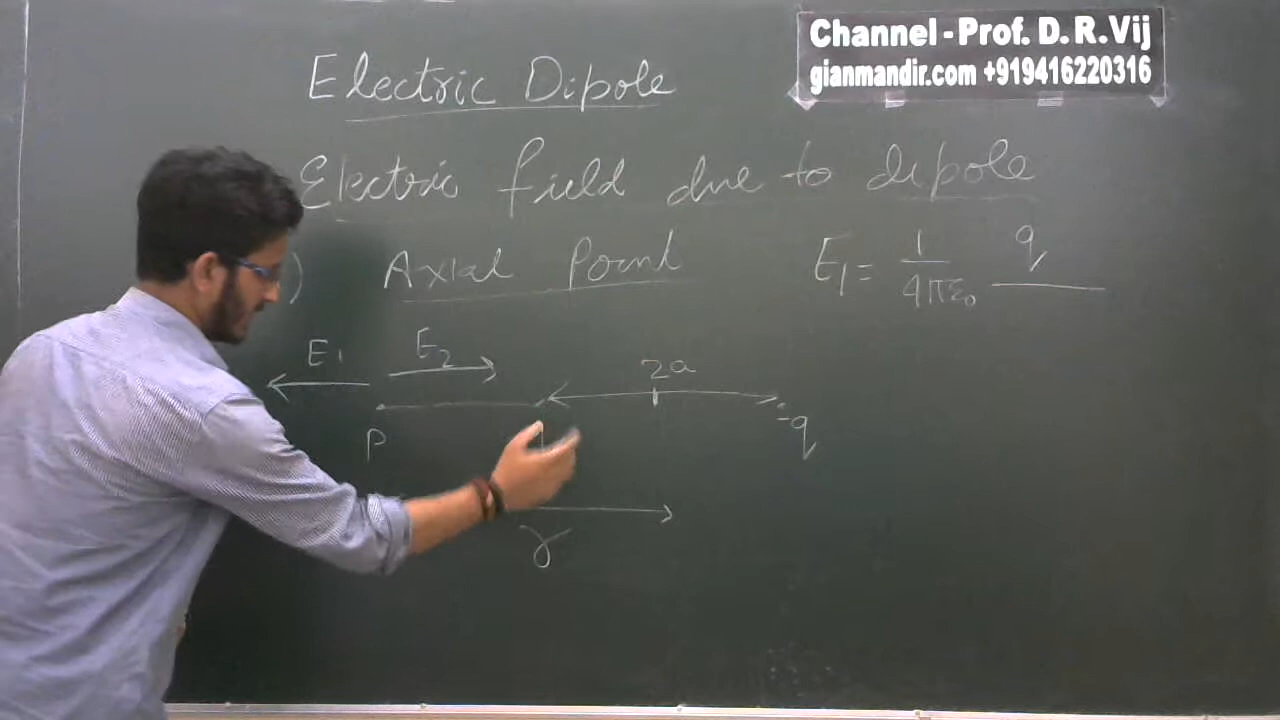 Channel - Prof. D. R. Vij
gianmandir.com +919416220316
Electric Dipole
Electric field due to dipole
) Axial Point
E1 = 1/4πε0 q
E1
E2
2a
P
-q
r